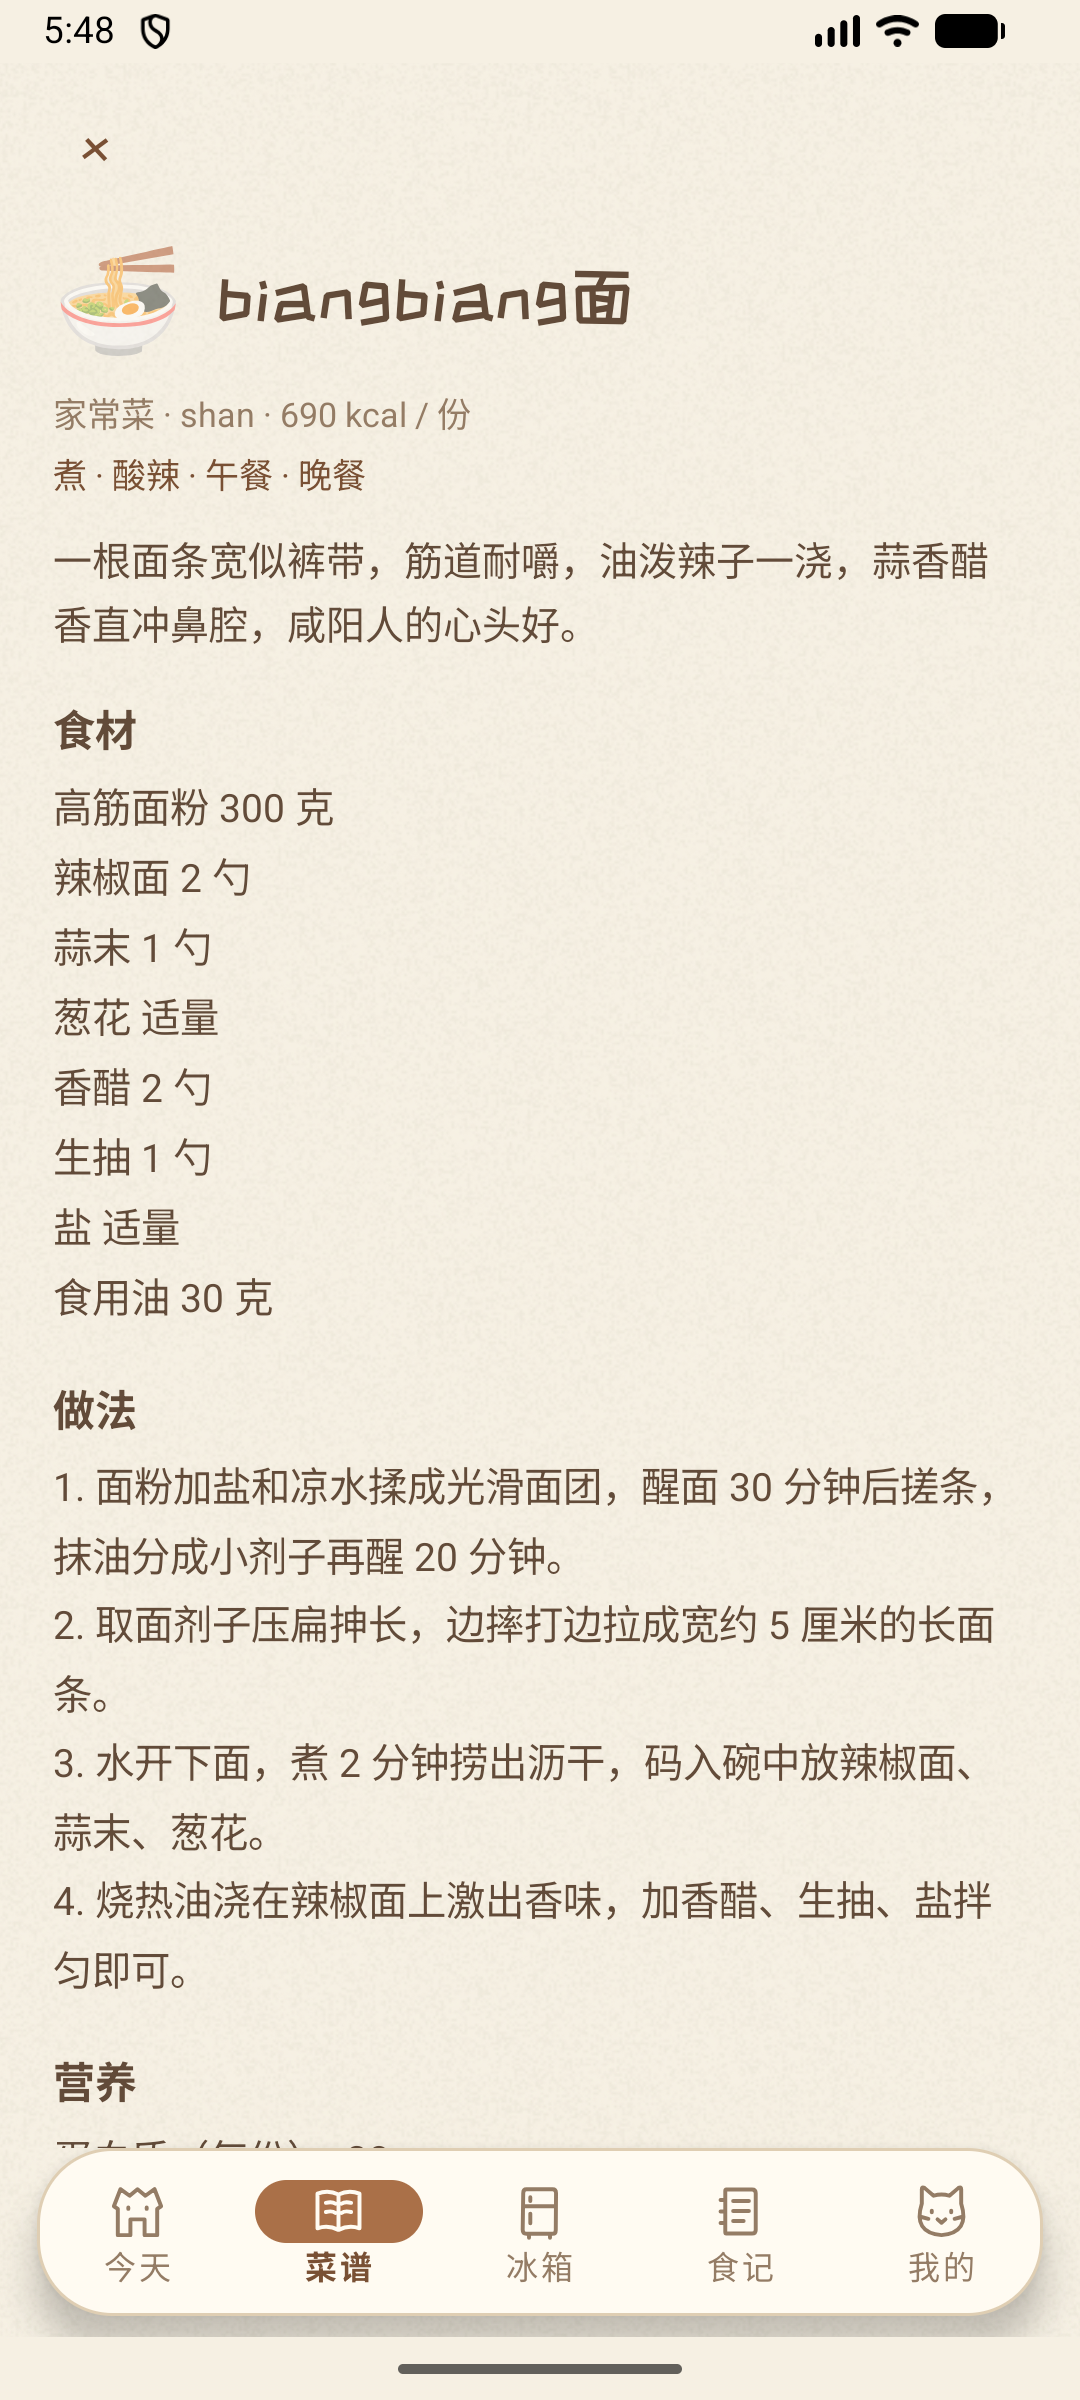 5:48
biangbiang面
家常菜 · shan · 690 kcal / 份
煮 · 酸辣 · 午餐 · 晚餐
一根面条宽似裤带，筋道耐嚼，油泼辣子一浇，蒜香醋
香直冲鼻腔，咸阳人的心头好。
食材
高筋面粉 300 克
辣椒面 2 勺
蒜末 1 勺
葱花 适量
香醋 2 勺
生抽 1 勺
盐 适量
食用油 30 克
做法
1. 面粉加盐和凉水揉成光滑面团，醒面 30 分钟后搓条，
抹油分成小剂子再醒 20 分钟。
2. 取面剂子压扁抻长，边摔打边拉成宽约 5 厘米的长面
条。
3. 水开下面，煮 2 分钟捞出沥干，码入碗中放辣椒面、
蒜末、葱花。
4. 烧热油浇在辣椒面上激出香味，加香醋、生抽、盐拌
匀即可。
营养
今天
菜谱
冰箱
食记
我的